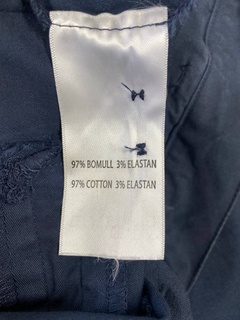 97% BOMULL 3% ELASTAN
97% COTTON 3% ELASTAN